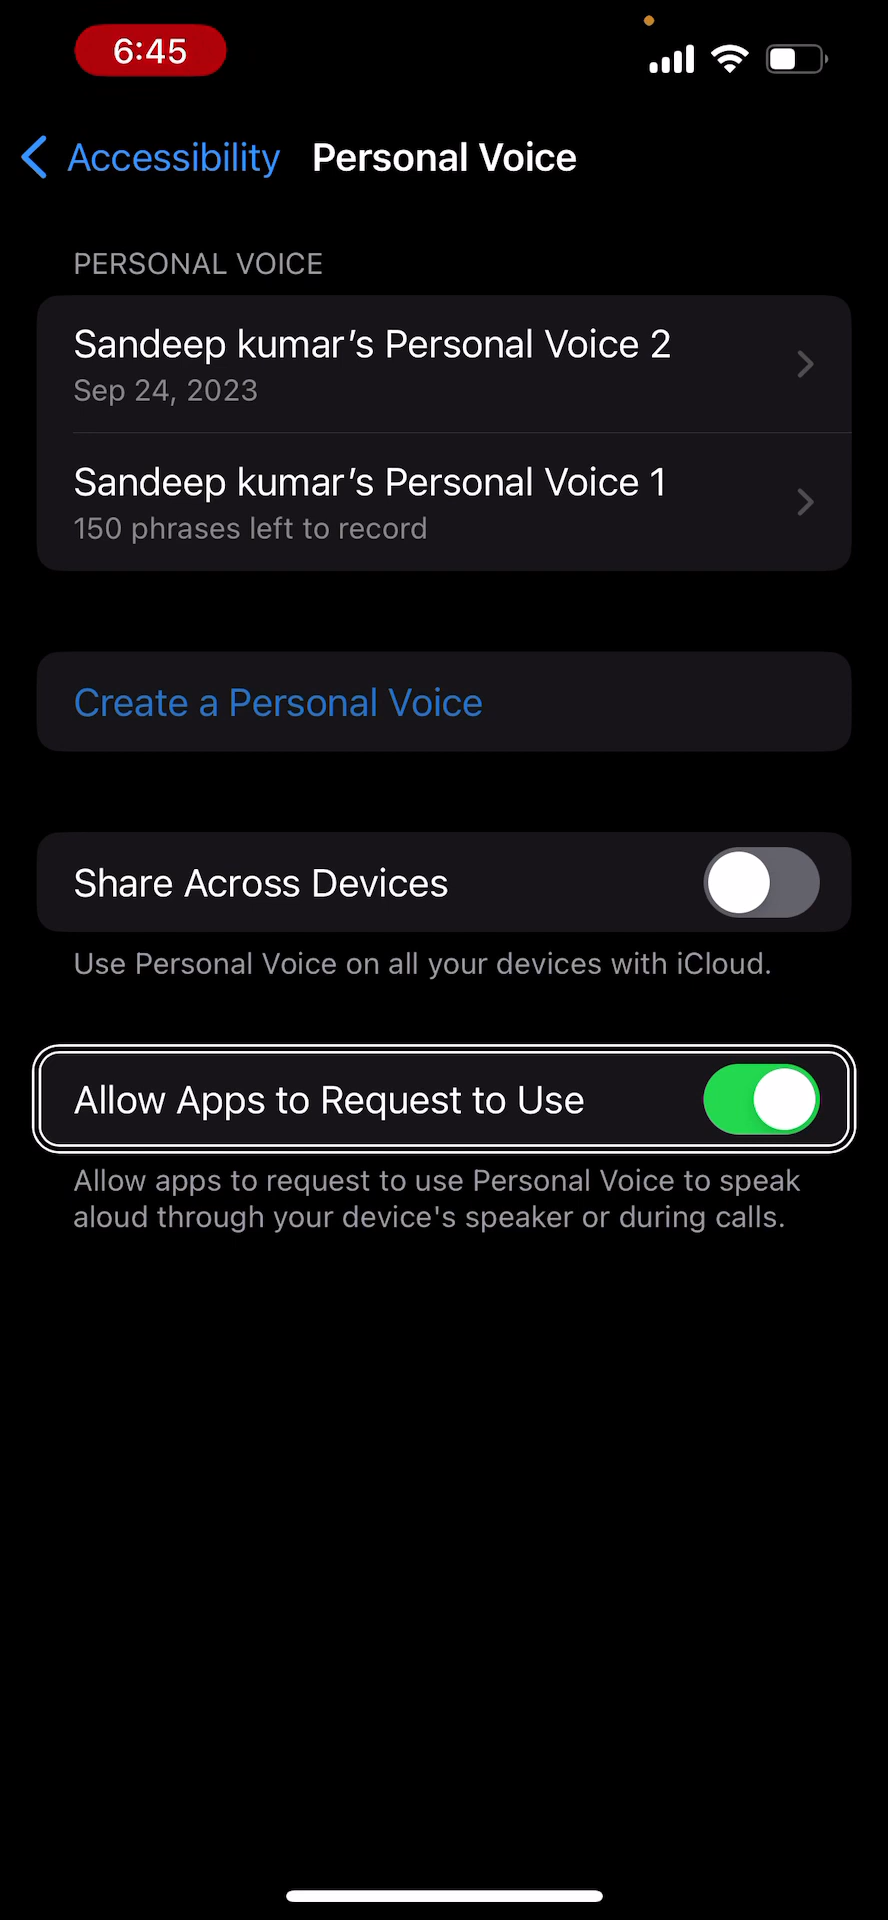 6:45
Accessibility Personal Voice
PERSONAL VOICE
Sandeep kumar’s Personal Voice 2
Sep 24, 2023
Sandeep kumar’s Personal Voice 1
150 phrases left to record
Create a Personal Voice
Share Across Devices
Use Personal Voice on all your devices with iCloud.
Allow Apps to Request to Use
Allow apps to request to use Personal Voice to speak
aloud through your device's speaker or during calls.